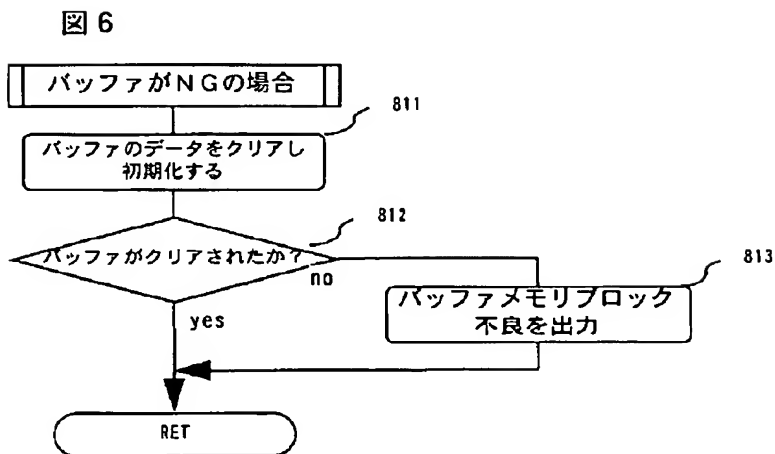 図6
バッファがNGの場合
811
バッファのデータをクリアし
初期化する
812
バッファがクリアされたか?
no
813
バッファメモリブロック
不良を出力
yes
RET